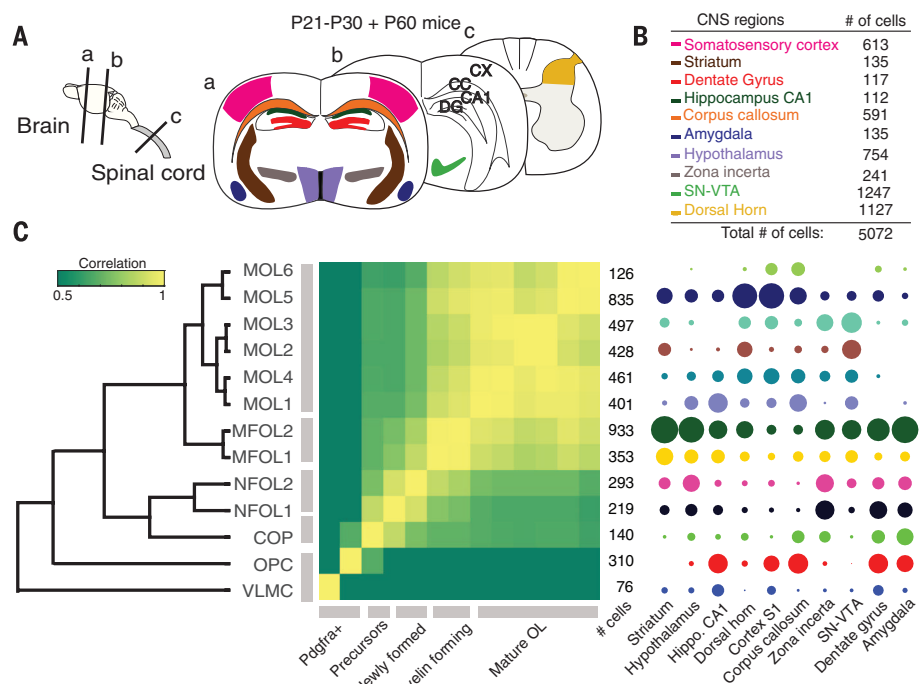 A
P21-P30 + P60 mice
a
b
c
Brain
Spinal cord
a
b
c
CX
CC
CA1
DG
B
CNS regions # of cells
Somatosensory cortex 613
Striatum 135
Dentate Gyrus 117
Hippocampus CA1 112
Corpus callosum 591
Amygdala 135
Hypothalamus 754
Zona incerta 241
SN-VTA 1247
Dorsal Horn 1127
Total # of cells: 5072
C
Correlation
0.5 1
MOL6 126
MOL5 835
MOL3 497
MOL2 428
MOL4 461
MOL1 401
MFOL2 933
MFOL1 353
NFOL2 293
NFOL1 219
COP 140
OPC 310
VLMC 76
Pdgfra+
Precursors
ewly formed
yelin forming
Mature OL
# cells
Striatum
Hypothalamus
Hippo. CA1
Dorsal horn
Cortex S1
Corpus callosum
Zona incerta
SN-VTA
Dentate gyrus
Amygdala